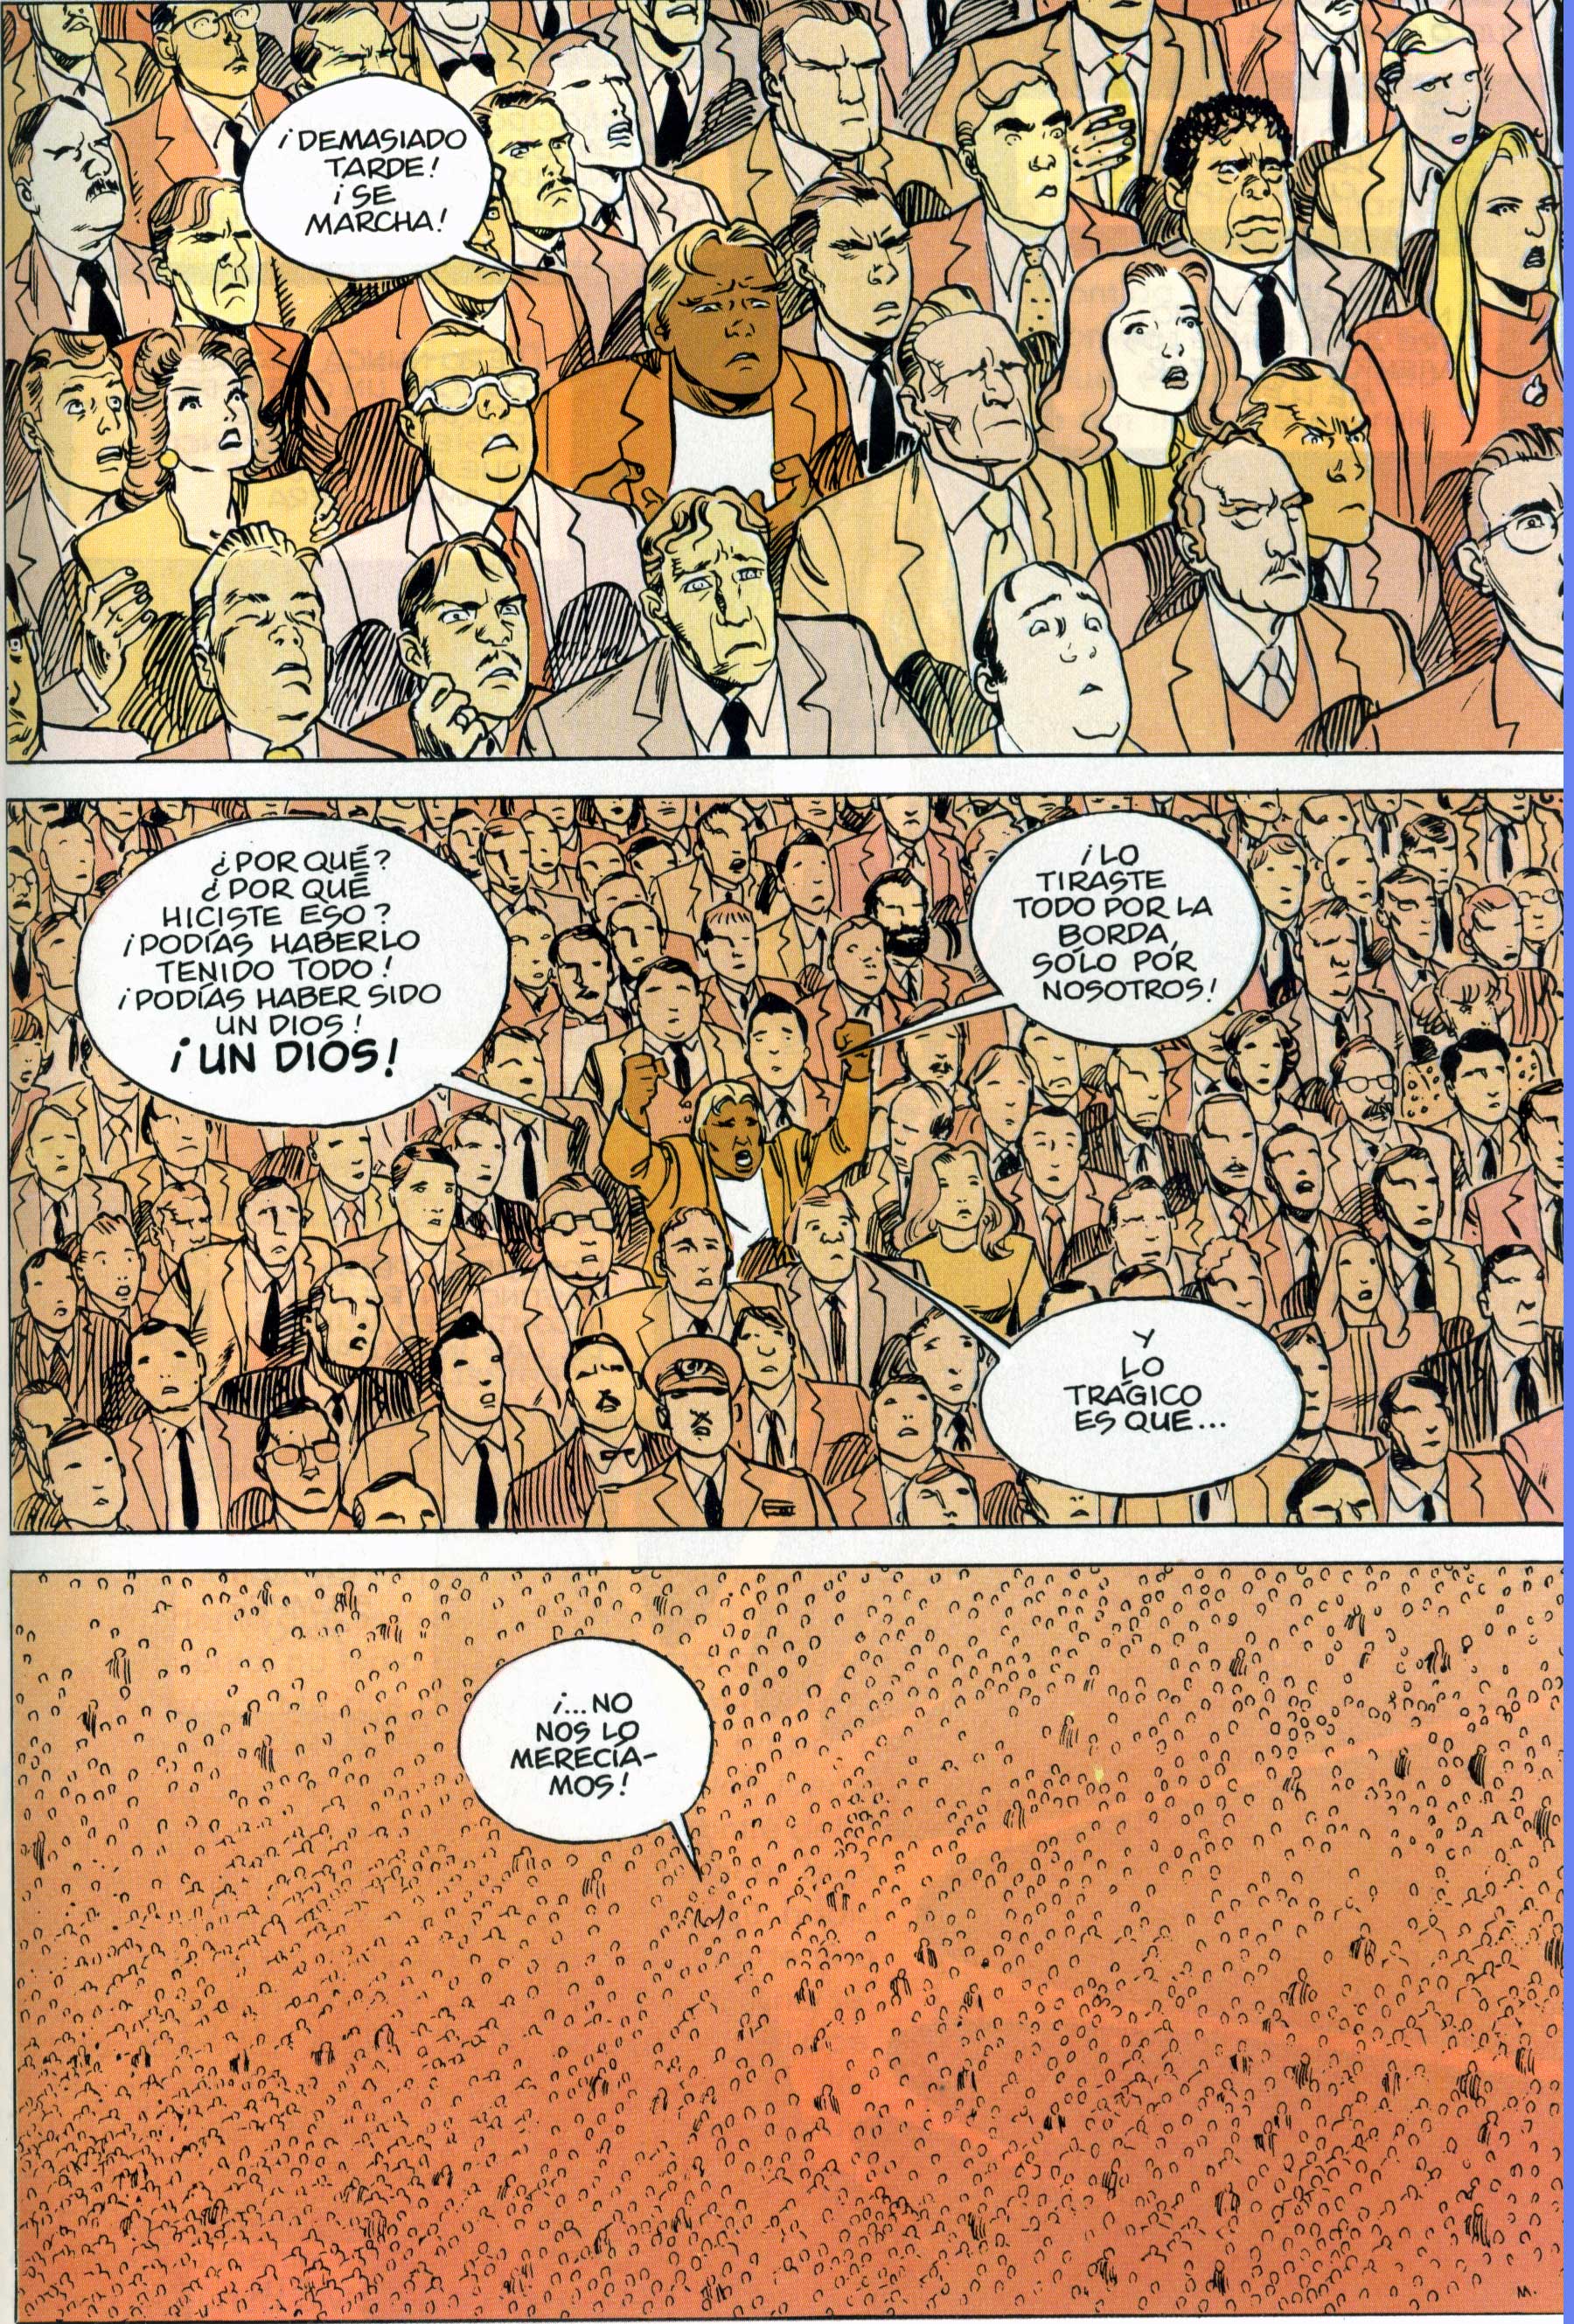 ¡DEMASIADO
TARDE!
¡SE
MARCHA!
¿POR QUÉ?
¿POR QUÉ
HICISTE ESO?
¡PODÍAS HABERLO
TENIDO TODO!
¡PODÍAS HABER SIDO
UN DIOS!
¡UN DIOS!
¡LO
TIRASTE
TODO POR LA
BORDA,
SÓLO POR
NOSOTROS!
Y
LO
TRÁGICO
ES QUE...
¡...NO
NOS LO
MERECÍA-
MOS!
M.